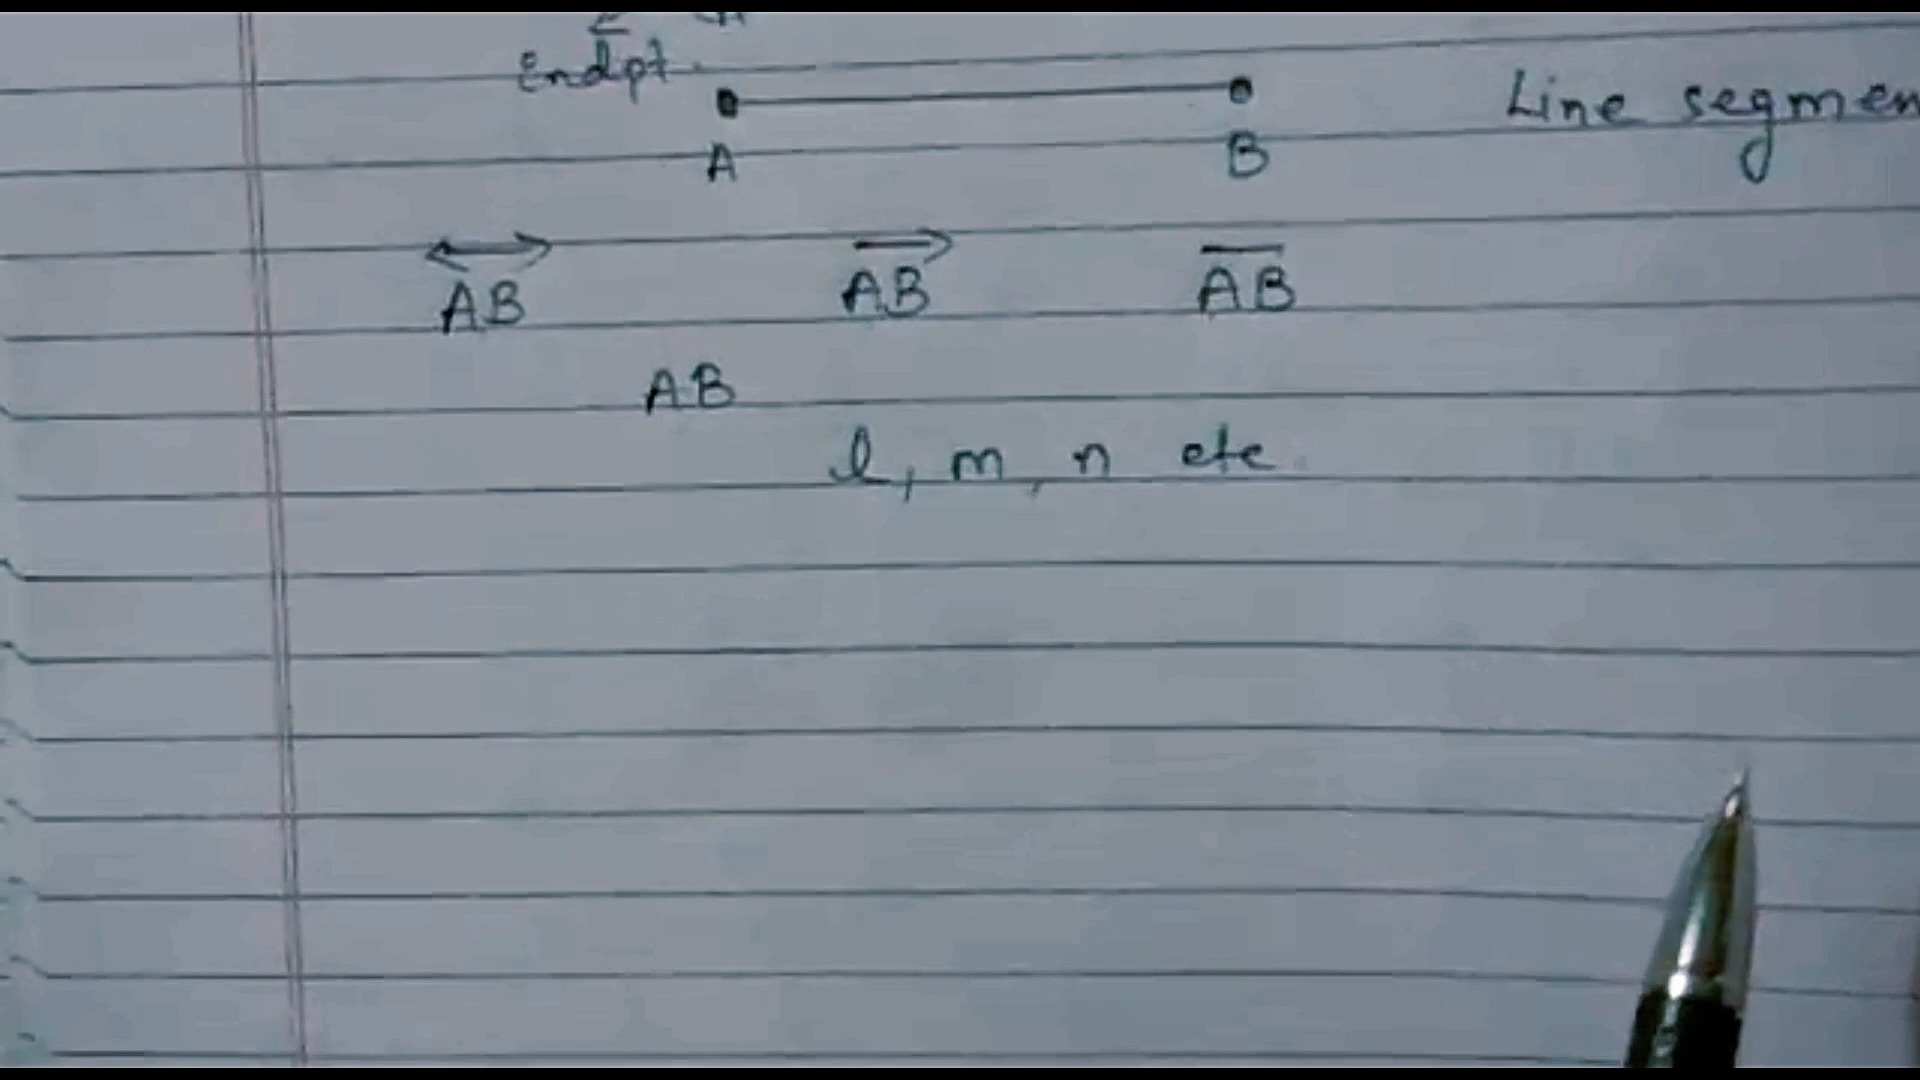 Endpt.
Line segmen
A B
AB AB AB
AB
l, m, n etc